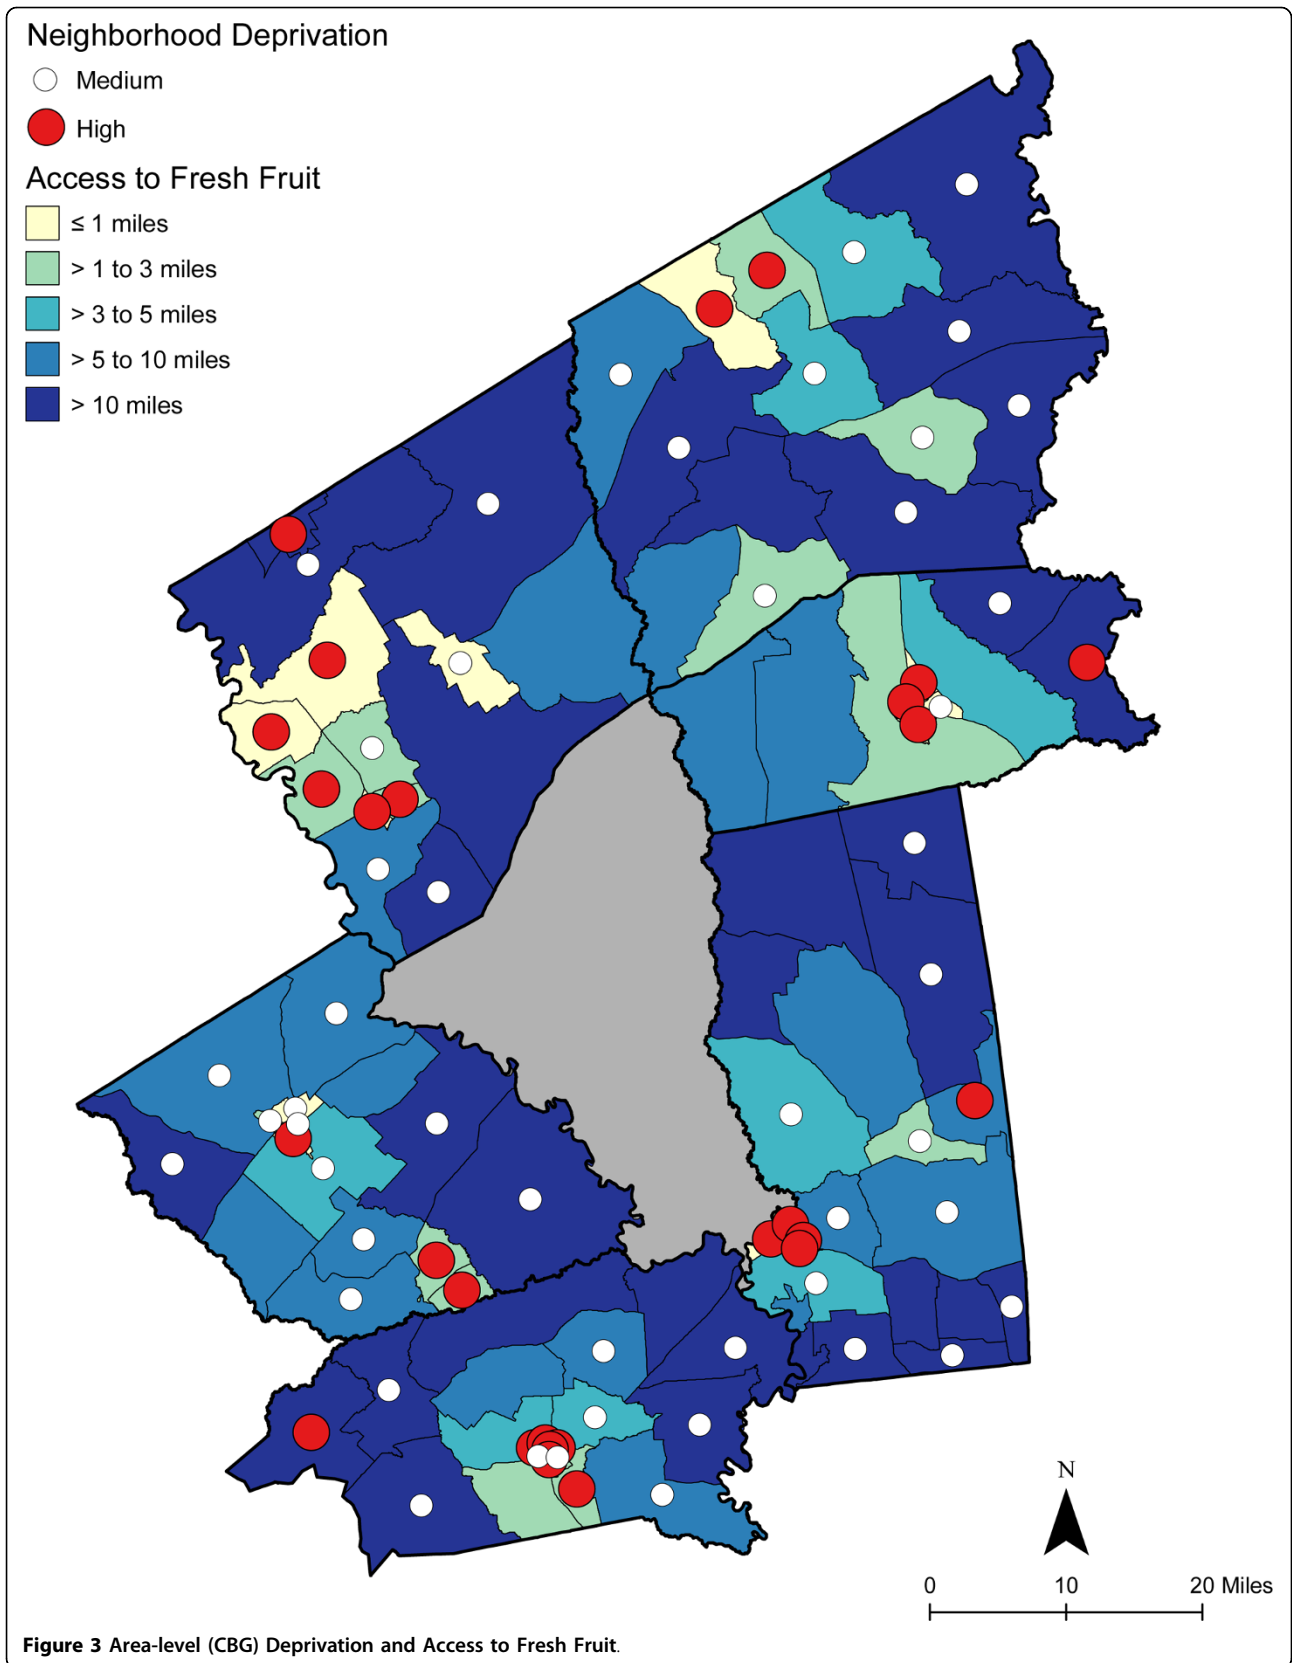 Neighborhood Deprivation
Medium
High
Access to Fresh Fruit
≤ 1 miles
> 1 to 3 miles
> 3 to 5 miles
> 5 to 10 miles
> 10 miles
N
0 10 20 Miles
Figure 3 Area-level (CBG) Deprivation and Access to Fresh Fruit.